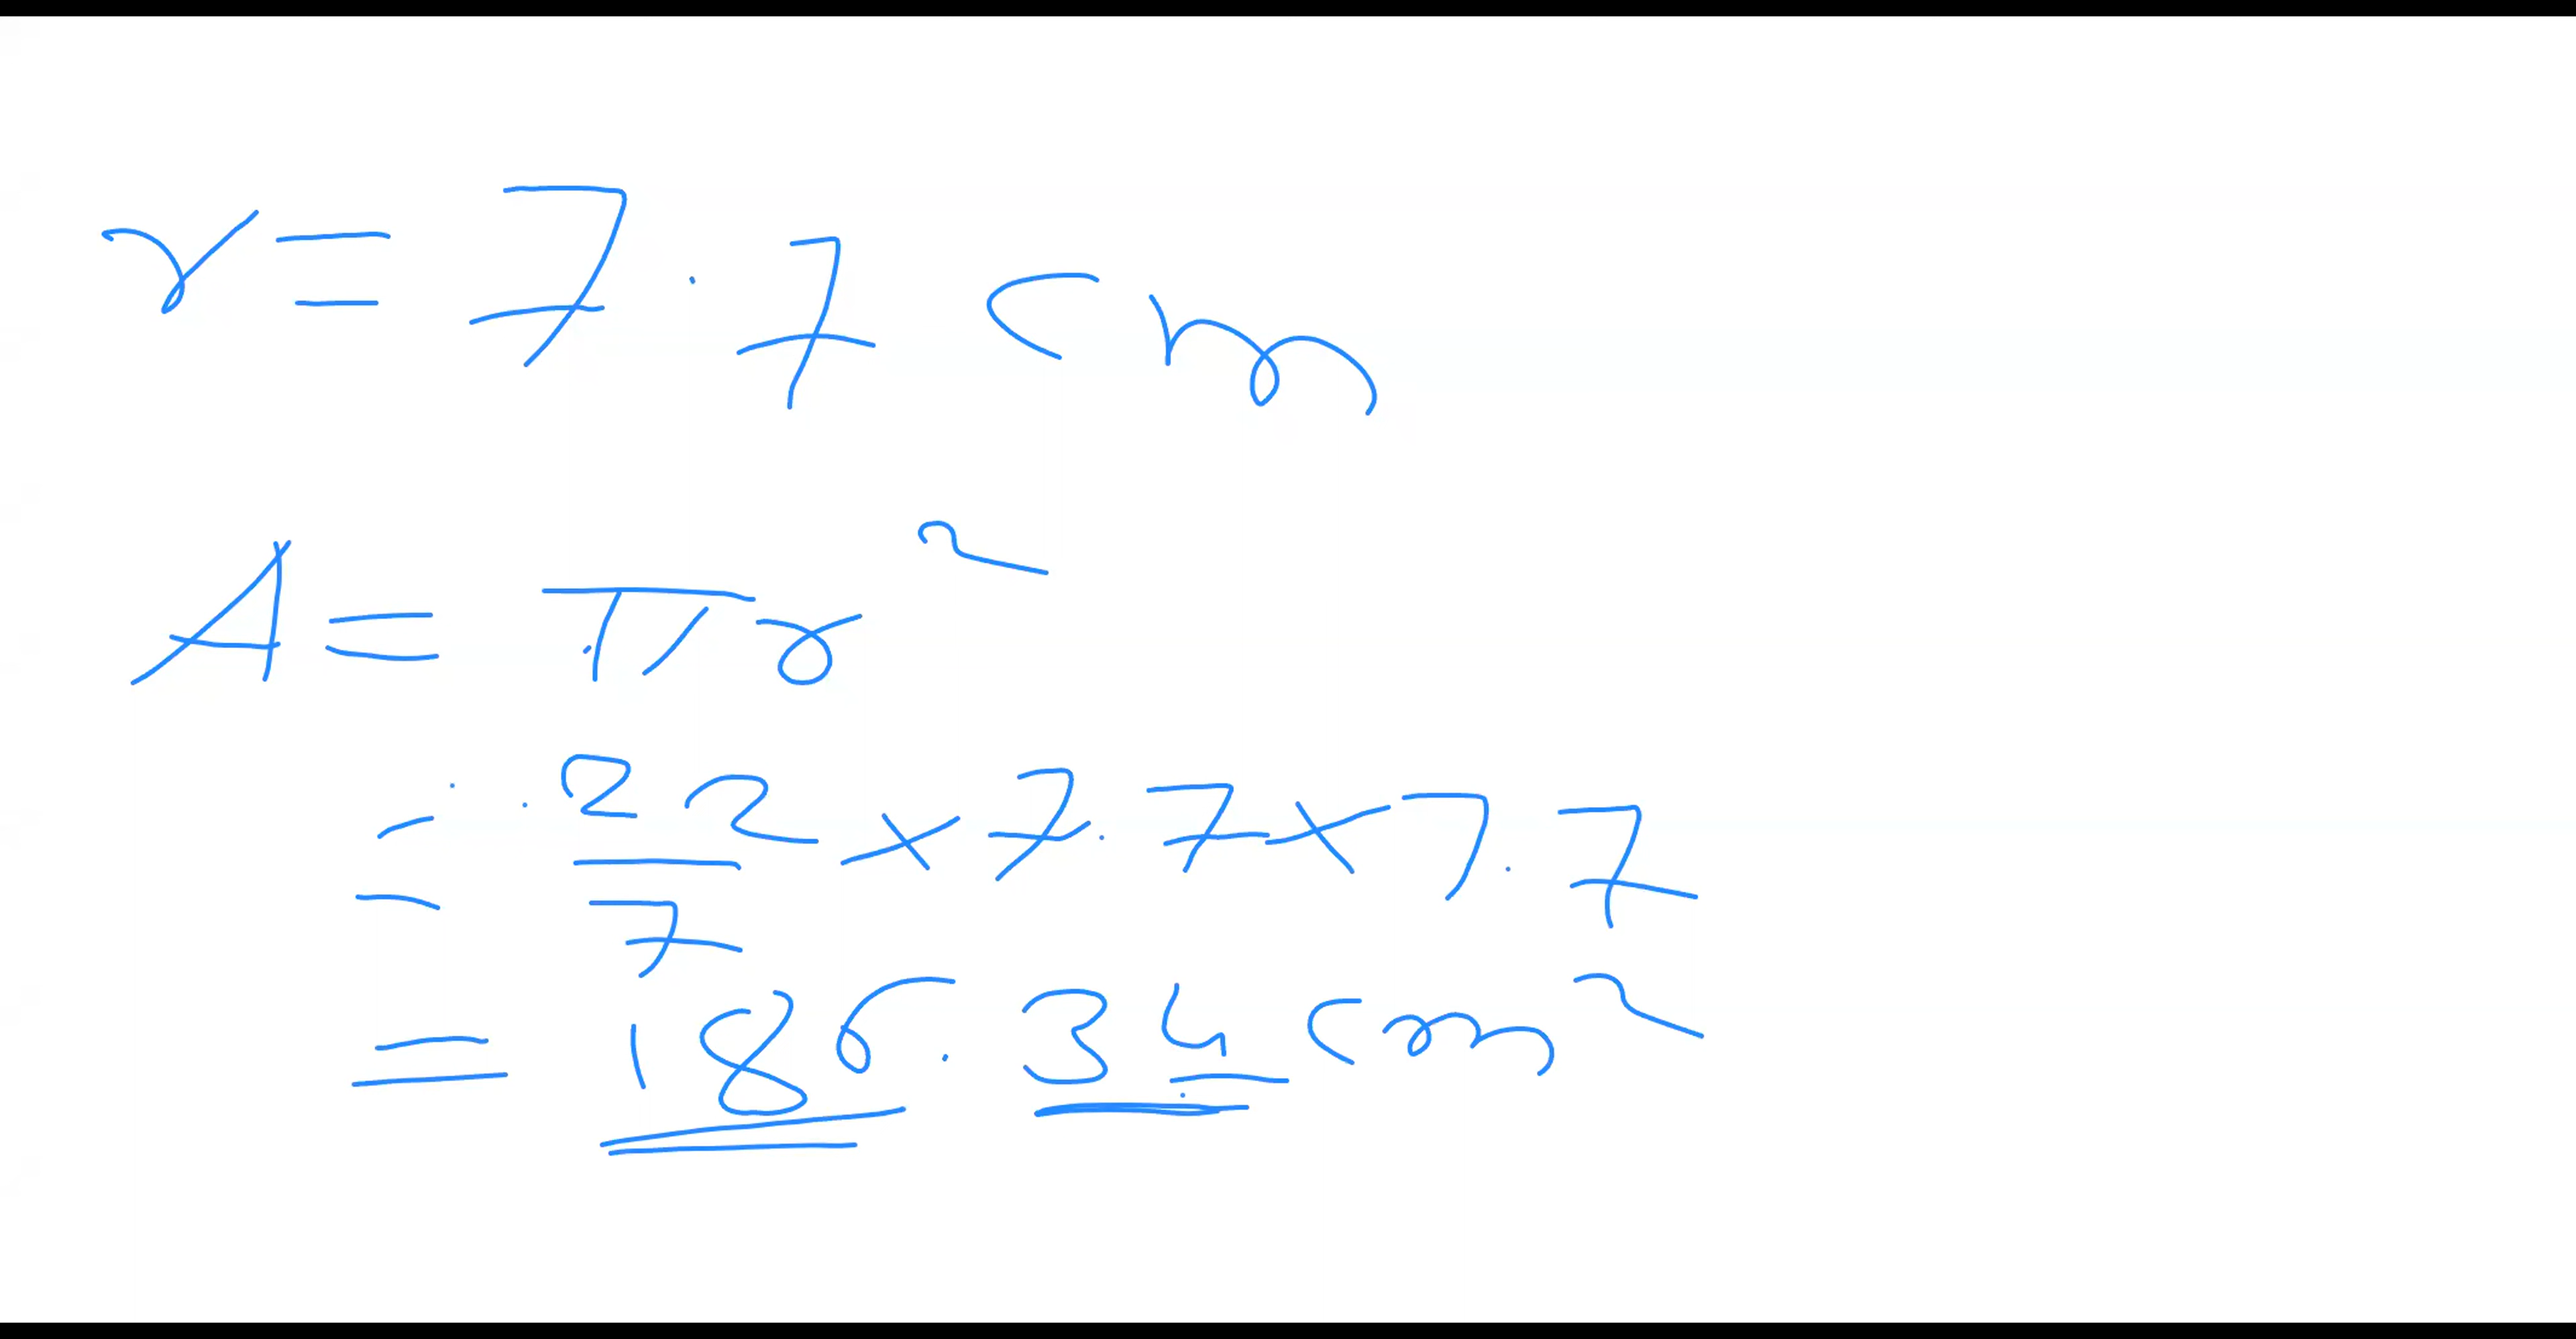 r = 7.7 cm
A = πr²
= 22/7 × 7.7 × 7.7
= 186.34 cm²